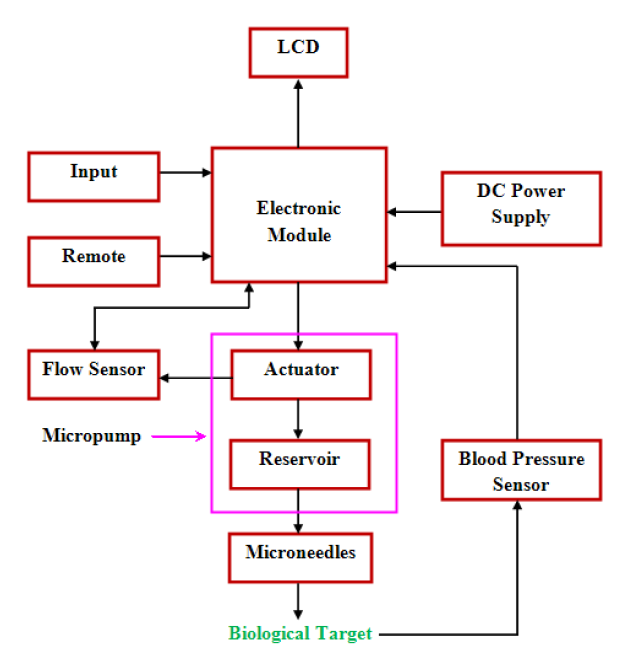 LCD
Input
Electronic
Module
DC Power
Supply
Remote
Flow Sensor
Actuator
Micropump
Reservoir
Blood Pressure
Sensor
Microneedles
Biological Target